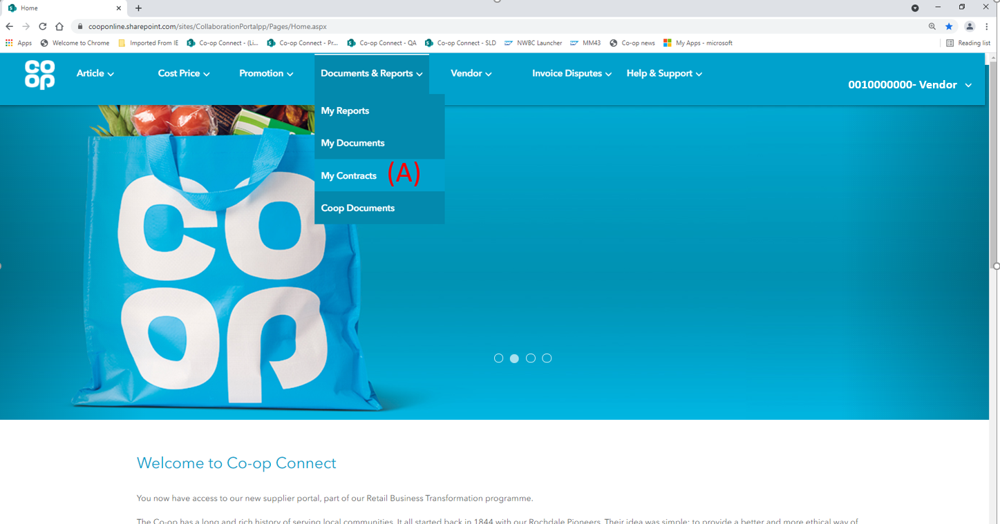 Home
cooponline.sharepoint.com/sites/CollaborationPortalpp/Pages/Home.aspx
Apps Welcome to Chrome Imported From IE Co-op Connect - (Li... Co-op Connect - Pr... Co-op Connect - QA Co-op Connect - SLD NWBC Launcher MM43 Co-op news My Apps - microsoft Reading list
co
op
Article Cost Price Promotion Documents & Reports Vendor Invoice Disputes Help & Support
0010000000- Vendor
My Reports
My Documents
My Contracts (A)
Coop Documents
co
op
Welcome to Co-op Connect
You now have access to our new supplier portal, part of our Retail Business Transformation programme.
The Co-op has a long and rich history of serving local communities. It all started back in 1844 with our Rochdale Pioneers. Their idea was simple: to provide a better and more ethical way of